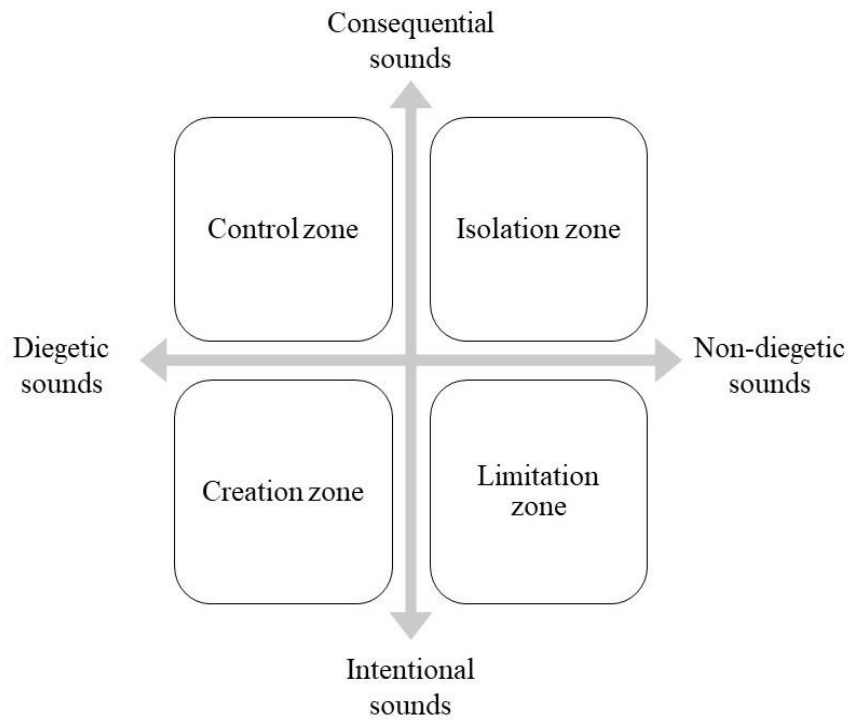 Consequential
sounds
Control zone
Isolation zone
Diegetic
sounds
Non-diegetic
sounds
Creation zone
Limitation
zone
Intentional
sounds